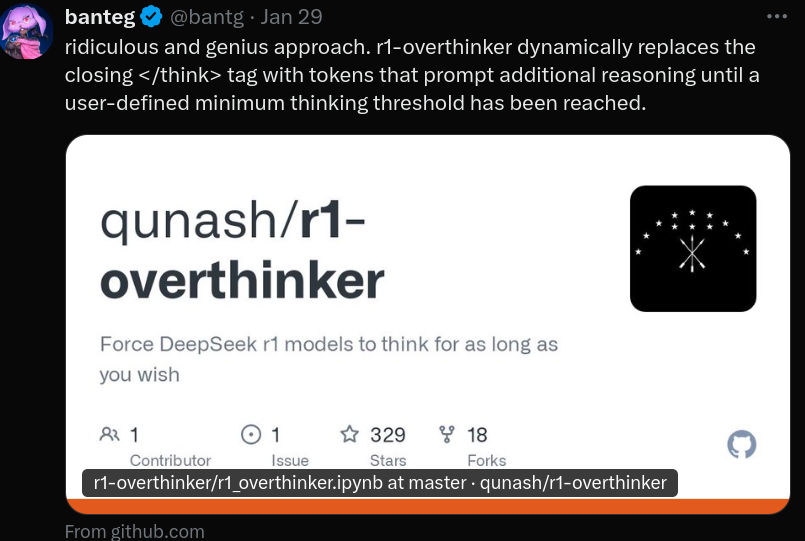 banteg @bantg · Jan 29
ridiculous and genius approach. r1-overthinker dynamically replaces the
closing </think> tag with tokens that prompt additional reasoning until a
user-defined minimum thinking threshold has been reached.
qunash/r1-
overthinker
Force DeepSeek r1 models to think for as long as
you wish
1 1 329 18
Contributor Issue Stars Forks
r1-overthinker/r1_overthinker.ipynb at master · qunash/r1-overthinker
From github.com